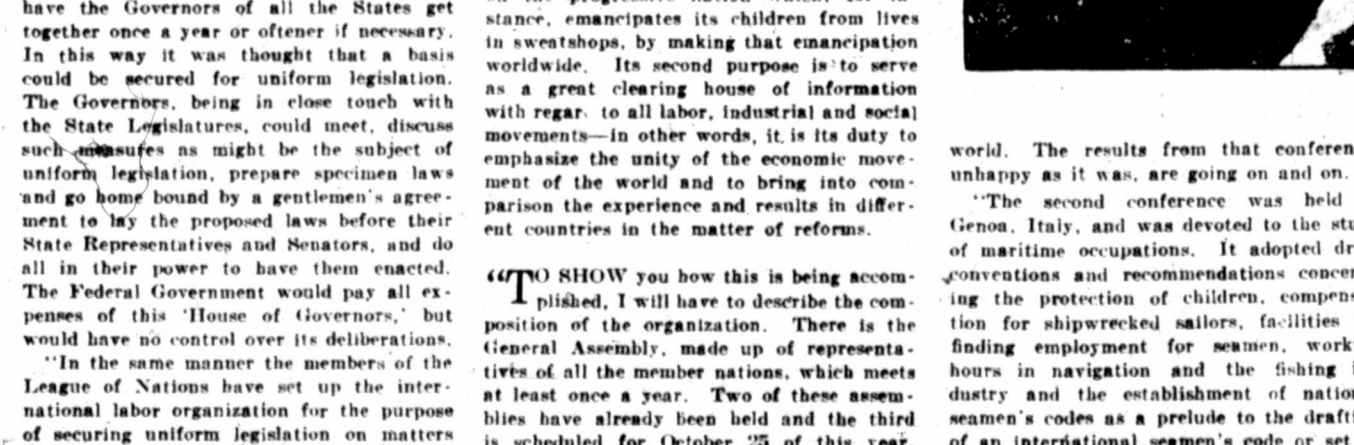 have the Governors of all the States get
together once a year or oftener if necessary.
In this way it was thought that a basis
could be secured for uniform legislation.
The Governors, being in close touch with
the State Legislatures, could meet, discuss
such measures as might be the subject of
uniform legislation, prepare specimen laws
and go home bound by a gentlemen's agree-
ment to lay the proposed laws before their
State Representatives and Senators, and do
all in their power to have them enacted.
The Federal Government would pay all ex-
penses of this 'House of Governors,' but
would have no control over its deliberations.
"In the same manner the members of the
League of Nations have set up the inter-
national labor organization for the purpose
of securing uniform legislation on matters
stance, emancipates its children from lives
in sweatshops, by making that emancipation
worldwide. Its second purpose is to serve
as a great clearing house of information
with regar to all labor, industrial and social
movements—in other words, it is its duty to
emphasize the unity of the economic move-
ment of the world and to bring into com-
parison the experience and results in differ-
ent countries in the matter of reforms.
"TO SHOW you how this is being accom-
plished, I will have to describe the com-
position of the organization. There is the
General Assembly, made up of representa-
tives of all the member nations, which meets
at least once a year. Two of these assem-
blies have already been held and the third
is scheduled for October 25 of this year.
world. The results from that conferen
unhappy as it was, are going on and on.
"The second conference was held
Genoa, Italy, and was devoted to the stu
of maritime occupations. It adopted dr
conventions and recommendations concer
ing the protection of children, compens
tion for shipwrecked sailors, facilities
finding employment for seamen, work
hours in navigation and the fishing i
dustry and the establishment of nation
seamen's codes as a prelude to the drafti
of an international seamen's code or set